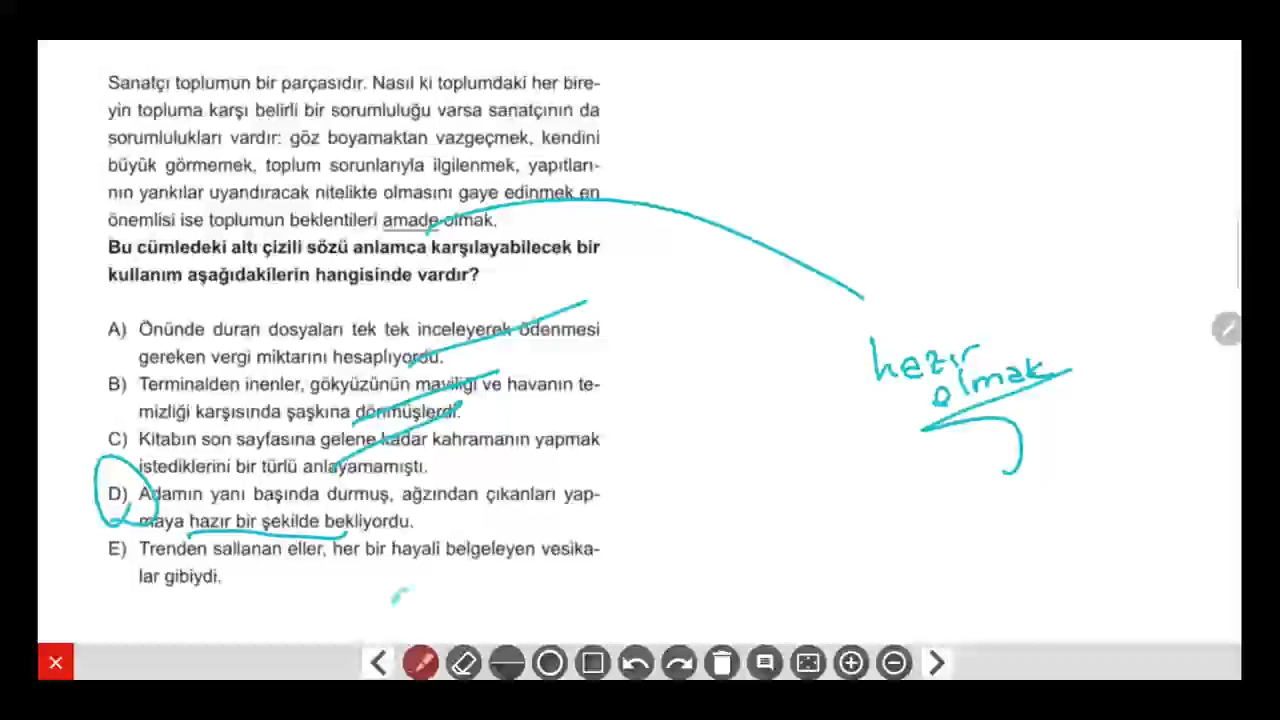 Sanatçı toplumun bir parçasıdır. Nasıl ki toplumdaki her bire-
yin topluma karşı belirli bir sorumluluğu varsa sanatçının da
sorumlulukları vardır: göz boyamaktan vazgeçmek, kendini
büyük görmemek, toplum sorunlarıyla ilgilenmek, yapıtları-
nın yankılar uyandıracak nitelikte olmasını gaye edinmek en
önemlisi ise toplumun beklentileri amade olmak.
Bu cümledeki altı çizili sözü anlamca karşılayabilecek bir
kullanım aşağıdakilerin hangisinde vardır?
A) Önünde duran dosyaları tek tek inceleyerek ödenmesi
gereken vergi miktarını hesaplıyordu.
B) Terminalden inenler, gökyüzünün maviliği ve havanın te-
mizliği karşısında şaşkına dönmüşlerdi.
C) Kitabın son sayfasına gelene kadar kahramanın yapmak
istediklerini bir türlü anlayamamıştı.
D) Adamın yanı başında durmuş, ağzından çıkanları yap-
maya hazır bir şekilde bekliyordu.
E) Trenden sallanan eller, her bir hayali belgeleyen vesika-
lar gibiydi.
hazır
olmak